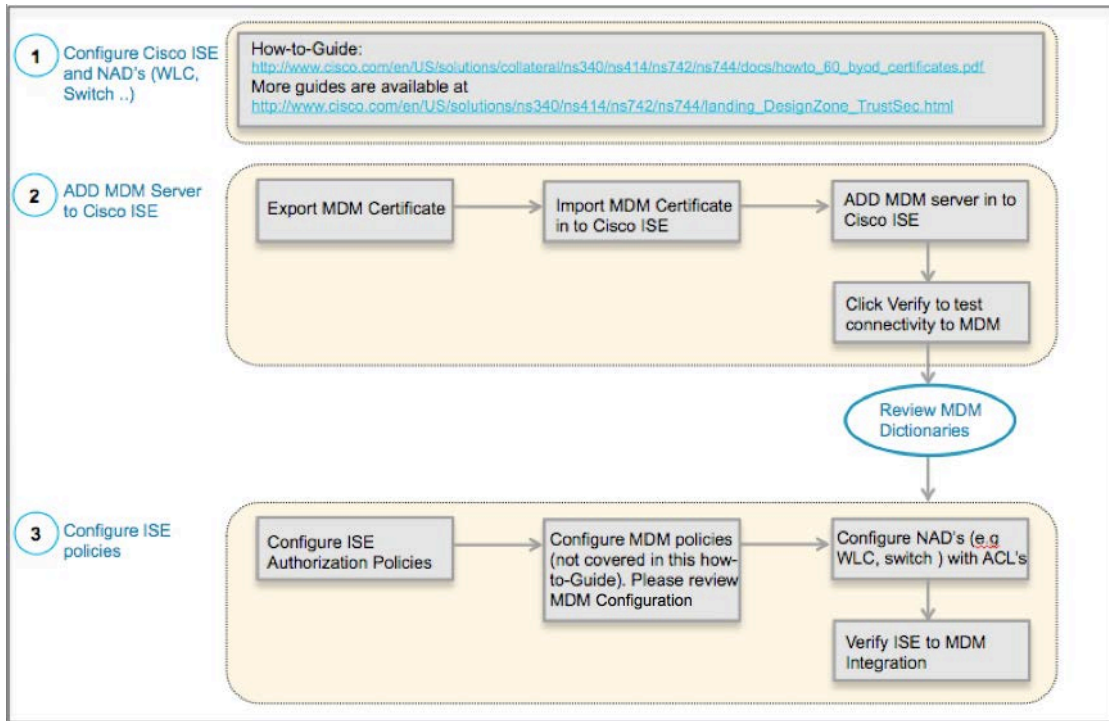 1
Configure Cisco ISE
and NAD's (WLC,
Switch ..)
How-to-Guide:
http://www.cisco.com/en/US/solutions/collateral/ns340/ns414/ns742/ns744/docs/howto_60_byod_certificates.pdf
More guides are available at
http://www.cisco.com/en/US/solutions/ns340/ns414/ns742/ns744/landing_DesignZone_TrustSec.html
2
ADD MDM Server
to Cisco ISE
Export MDM Certificate
Import MDM Certificate
in to Cisco ISE
ADD MDM server in to
Cisco ISE
Click Verify to test
connectivity to MDM
Review MDM
Dictionaries
3
Configure ISE
policies
Configure ISE
Authorization Policies
Configure MDM policies
(not covered in this how-
to-Guide). Please review
MDM Configuration
Configure NAD's (e.g
WLC, switch ) with ACL's
Verify ISE to MDM
Integration